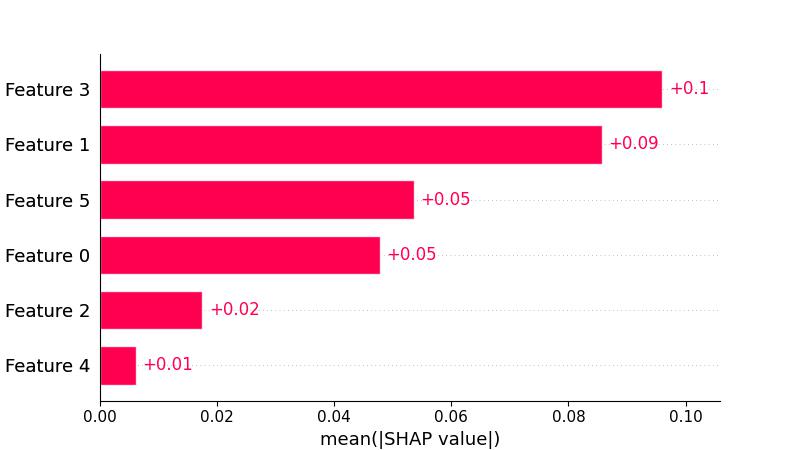 Feature 3 +0.1
Feature 1 +0.09
Feature 5 +0.05
Feature 0 +0.05
Feature 2 +0.02
Feature 4 +0.01
0.00 0.02 0.04 0.06 0.08 0.10
mean(|SHAP value|)